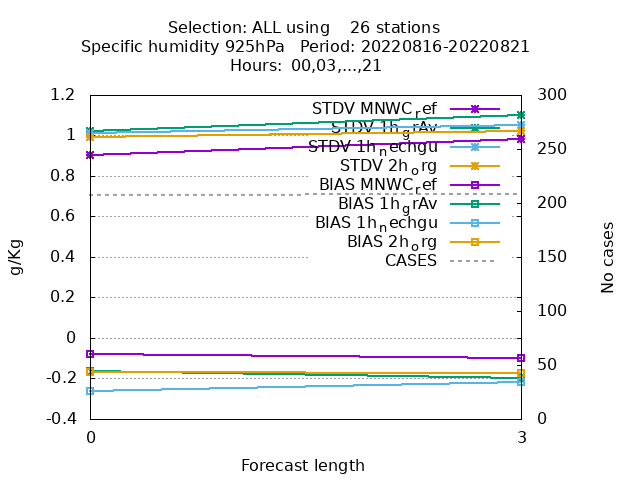 Selection: ALL using    26 stations
Specific humidity 925hPa   Period: 20220816-20220821
Hours:  00,03,...,21
1.2
1
0.8
0.6
0.4
0.2
0
-0.2
-0.4
g/Kg
300
250
200
150
100
50
0
No cases
0
3
Forecast length
STDV MNWC_ref
STDV 1h_grAv
STDV 1h_nechgu
STDV 2h_org
BIAS MNWC_ref
BIAS 1h_grAv
BIAS 1h_nechgu
BIAS 2h_org
CASES